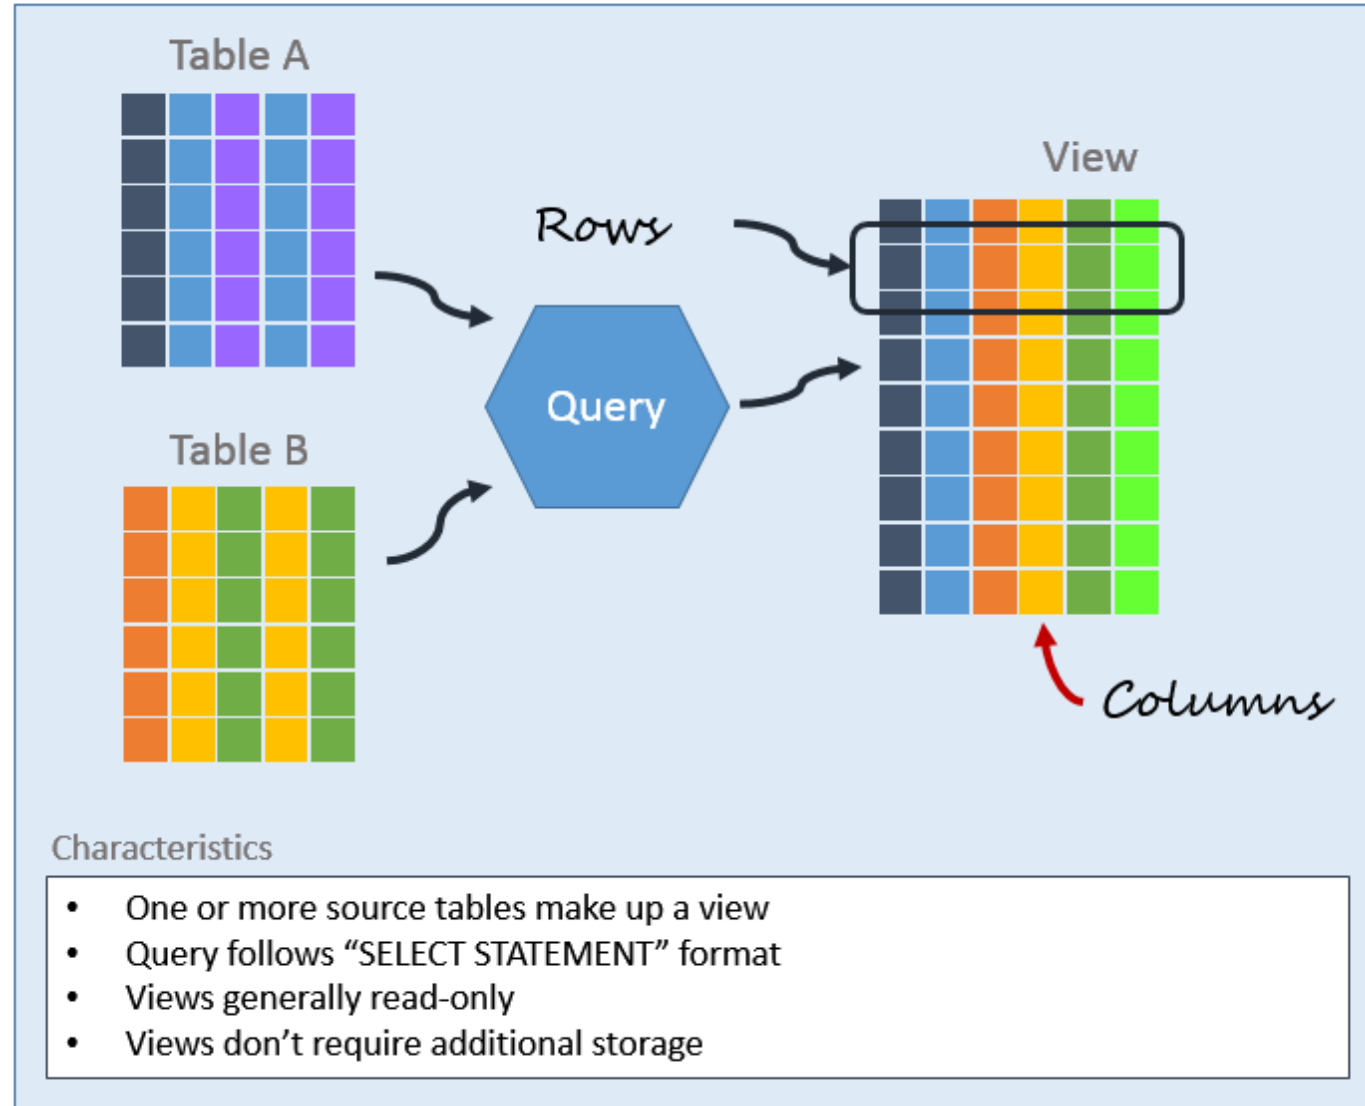 Table A
View
Rows
Query
Table B
Columns
Characteristics
• One or more source tables make up a view
• Query follows “SELECT STATEMENT” format
• Views generally read-only
• Views don’t require additional storage